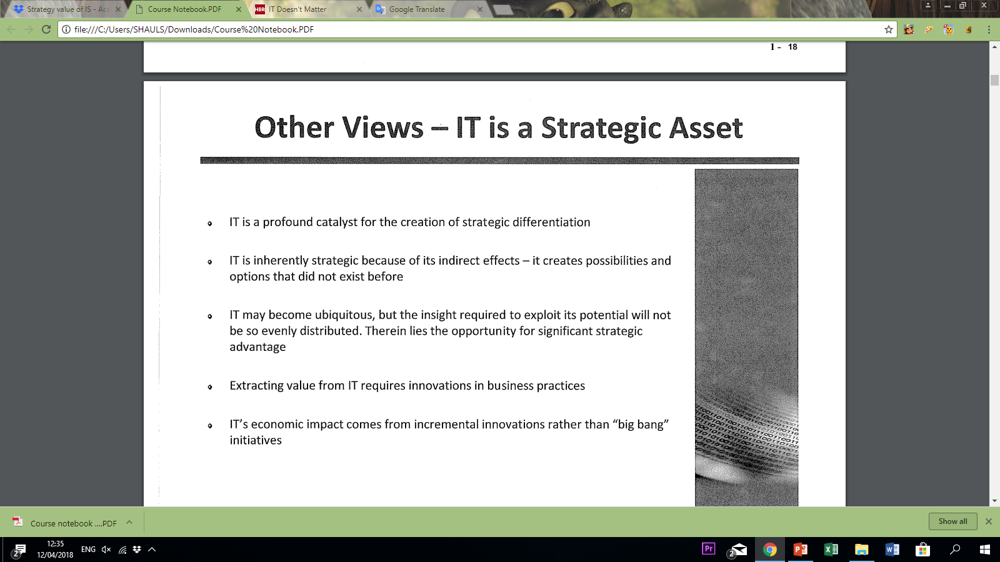 Strategy value of IS - Aca
Course Notebook.PDF
HBR IT Doesn't Matter
Google Translate
file:///C:/Users/SHAULS/Downloads/Course%20Notebook.PDF
1 - 18
Other Views – IT is a Strategic Asset
IT is a profound catalyst for the creation of strategic differentiation
IT is inherently strategic because of its indirect effects – it creates possibilities and
options that did not exist before
IT may become ubiquitous, but the insight required to exploit its potential will not
be so evenly distributed. Therein lies the opportunity for significant strategic
advantage
Extracting value from IT requires innovations in business practices
IT's economic impact comes from incremental innovations rather than “big bang”
initiatives
Course notebook ....PDF
Show all
2
12:35
12/04/2018
ENG
Pr
2